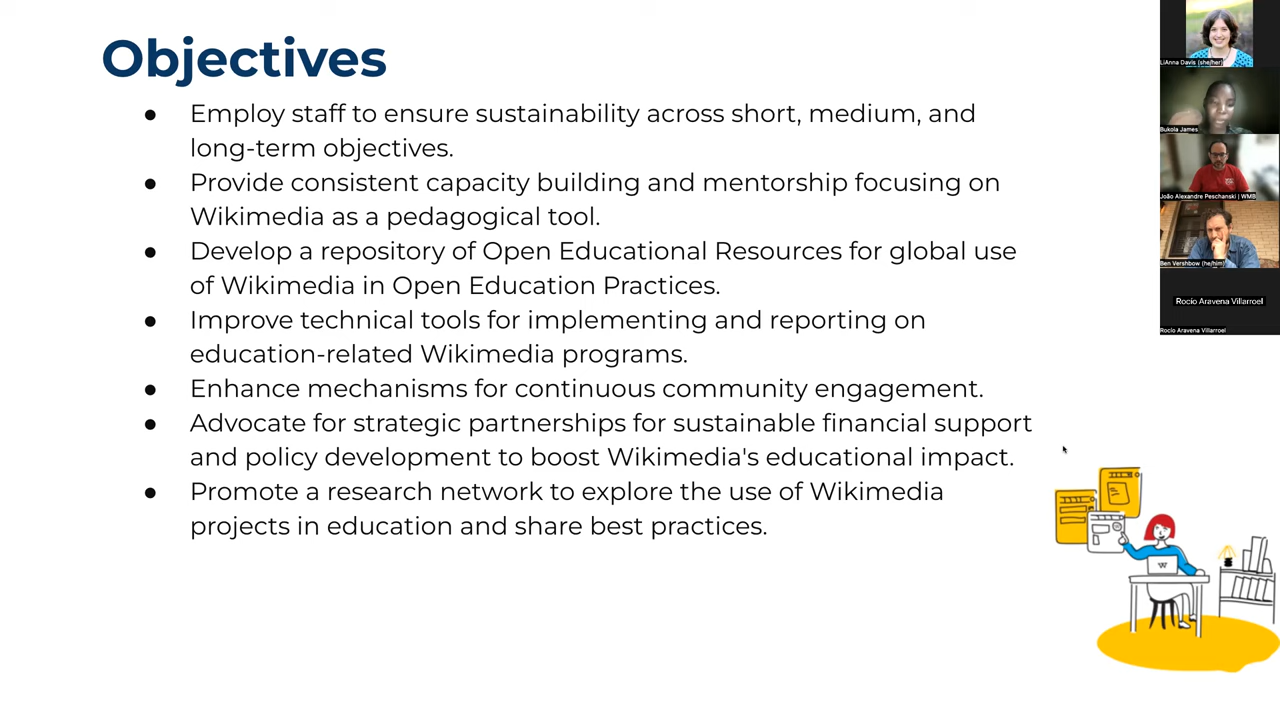 Objectives
● Employ staff to ensure sustainability across short, medium, and
long-term objectives.
● Provide consistent capacity building and mentorship focusing on
Wikimedia as a pedagogical tool.
● Develop a repository of Open Educational Resources for global use
of Wikimedia in Open Education Practices.
● Improve technical tools for implementing and reporting on
education-related Wikimedia programs.
● Enhance mechanisms for continuous community engagement.
● Advocate for strategic partnerships for sustainable financial support
and policy development to boost Wikimedia's educational impact.
● Promote a research network to explore the use of Wikimedia
projects in education and share best practices.
LiAnna Davis (she/her)
Bukola James
João Alexandre Peschanski | WMB
Ben Vershbow (he/him)
Rocío Aravena Villarroel
Rocío Aravena Villarroel
W